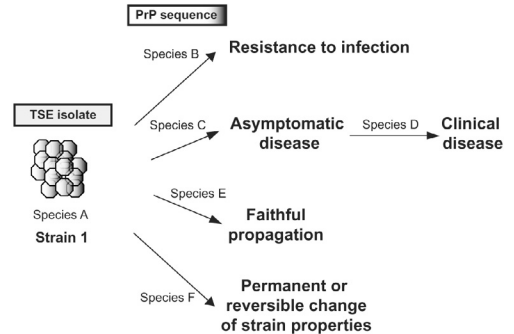 PrP sequence
Species B
Resistance to infection
TSE isolate
Species C
Asymptomatic
disease
Species D
Clinical
disease
Species A
Strain 1
Species E
Faithful
propagation
Species F
Permanent or
reversible change
of strain properties